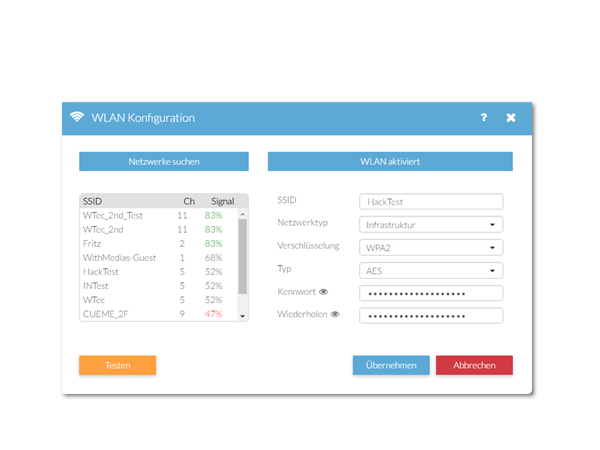 WLAN Konfiguration ?
Netzwerke suchen
WLAN aktiviert
SSID Ch Signal
WTec_2nd_Test 11 83%
WTec_2nd 11 83%
Fritz 2 83%
WithMedias-Guest 1 68%
HackTest 5 52%
INTest 5 52%
WTec 5 52%
CUEME_2F 9 47%
SSID HackTest
Netzwerktyp Infrastruktur
Verschlüsselung WPA2
Typ AES
Kennwort
Wiederholen
Testen
Übernehmen
Abbrechen